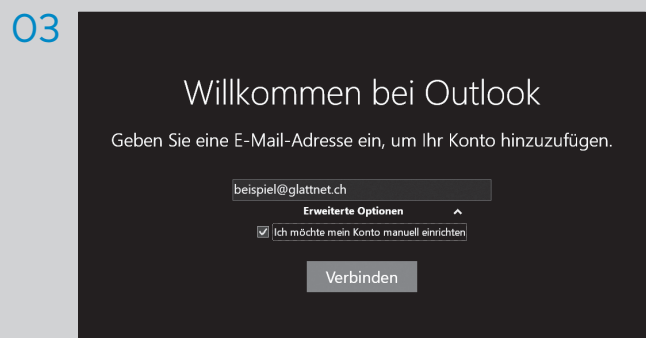 03
Willkommen bei Outlook
Geben Sie eine E-Mail-Adresse ein, um Ihr Konto hinzuzufügen.
beispiel@glattnet.ch
Erweiterte Optionen
Ich möchte mein Konto manuell einrichten
Verbinden